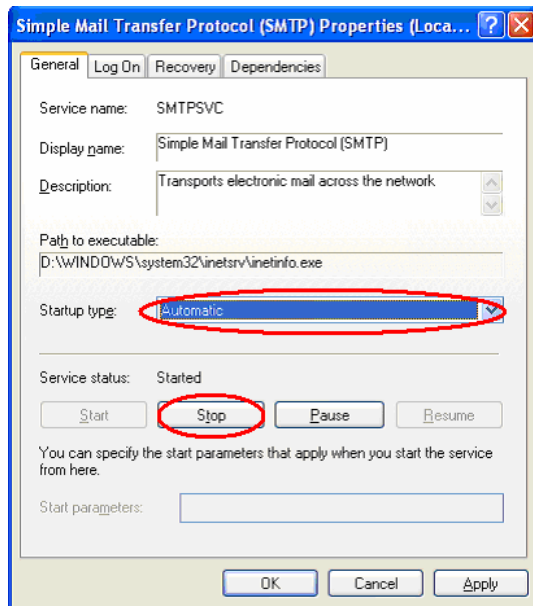 Simple Mail Transfer Protocol (SMTP) Properties (Loca...
General Log On Recovery Dependencies
Service name: SMTPSVC
Display name: Simple Mail Transfer Protocol (SMTP)
Description: Transports electronic mail across the network
Path to executable:
D:\WINDOWS\system32\inetsrv\inetinfo.exe
Startup type: Automatic
Service status: Started
Start Stop Pause Resume
You can specify the start parameters that apply when you start the service
from here.
Start parameters:
OK Cancel Apply